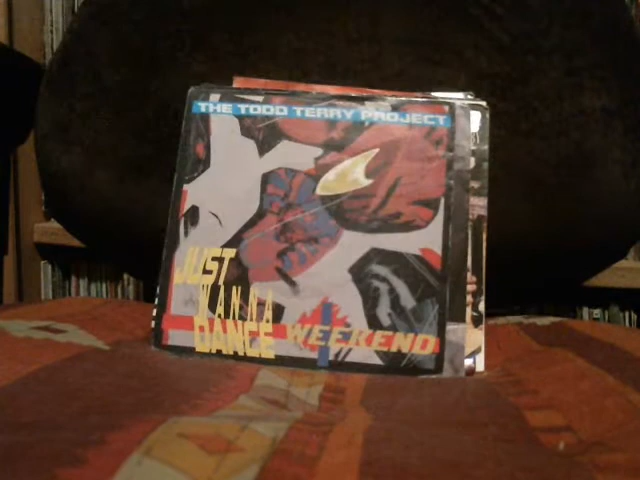 THE TODD TERRY PROJECT
JUST
WANNA
DANCE
WEEKEND